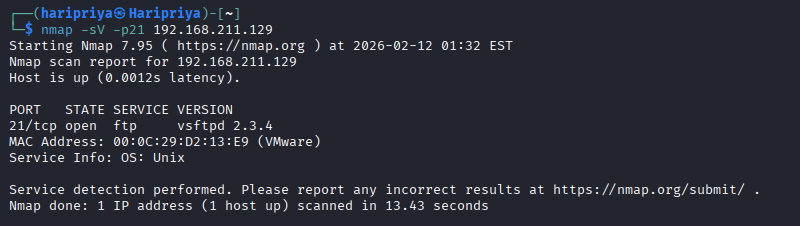 ┌──(haripriya㉿Haripriya)-[~]
└─$ nmap -sV -p21 192.168.211.129
Starting Nmap 7.95 ( https://nmap.org ) at 2026-02-12 01:32 EST
Nmap scan report for 192.168.211.129
Host is up (0.0012s latency).

PORT   STATE SERVICE VERSION
21/tcp open  ftp     vsftpd 2.3.4
MAC Address: 00:0C:29:D2:13:E9 (VMware)
Service Info: OS: Unix

Service detection performed. Please report any incorrect results at https://nmap.org/submit/ .
Nmap done: 1 IP address (1 host up) scanned in 13.43 seconds